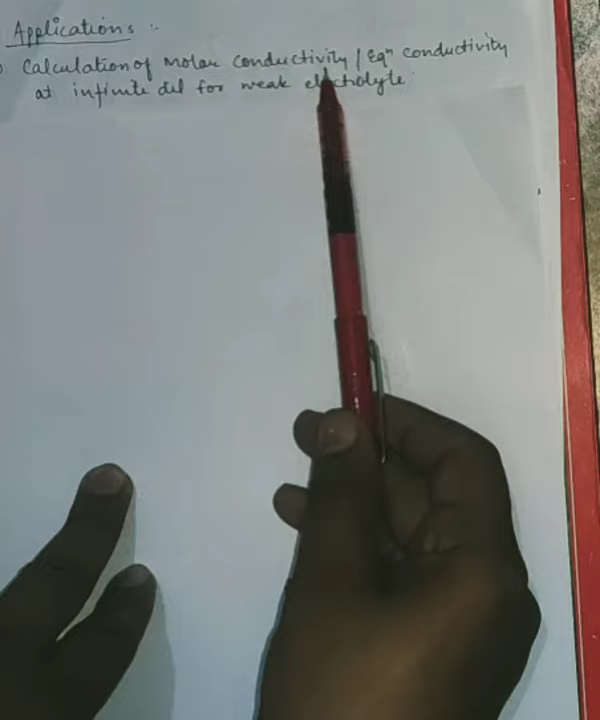 Applications :-
Calculation of Molar Conductivity / Eqn conductivity
at infinite dil for weak electrolyte